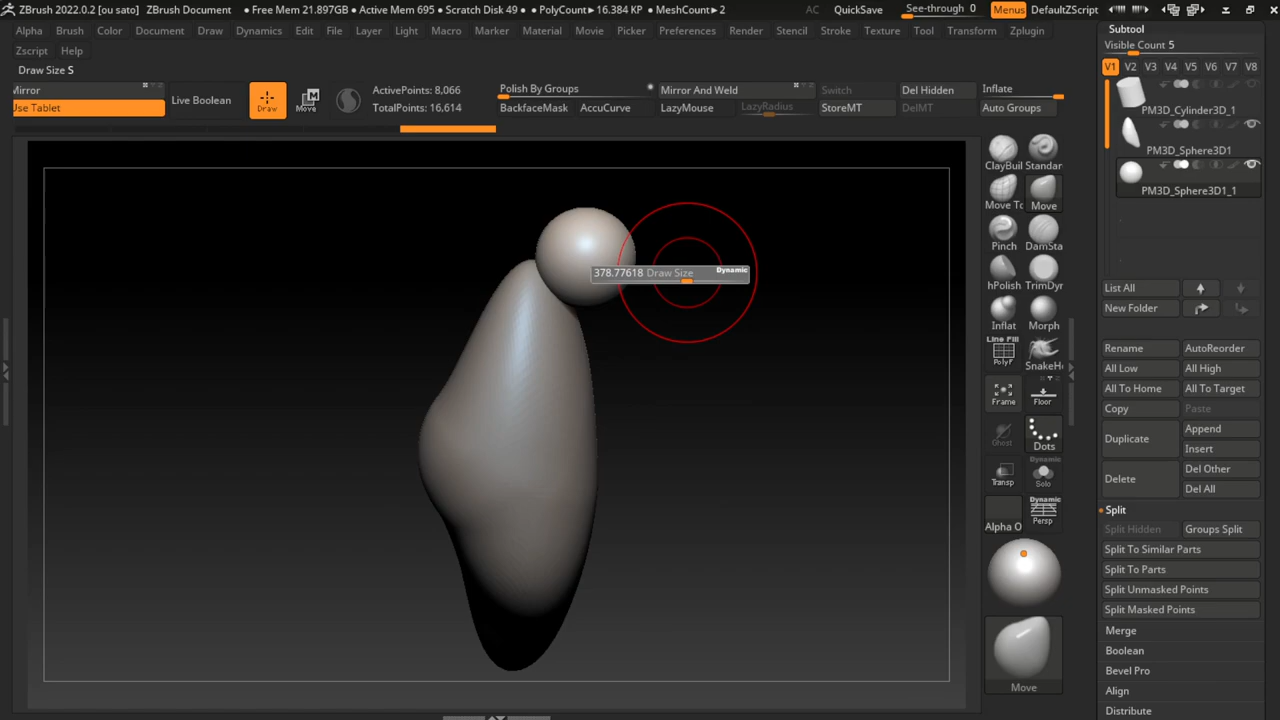 ZBrush 2022.0.2 [ou sato] ZBrush Document • Free Mem 21.897GB • Active Mem 695 • Scratch Disk 49 • PolyCount▸ 16.384 KP • MeshCount▸ 2 AC QuickSave See-through 0 Menus DefaultZScript
Alpha Brush Color Document Draw Dynamics Edit File Layer Light Macro Marker Material Movie Picker Preferences Render Stencil Stroke Texture Tool Transform Zplugin
Zscript Help
Draw Size S
Mirror
Use Tablet
Live Boolean
Draw
Move
ActivePoints: 8,066
TotalPoints: 16,614
Polish By Groups
BackfaceMask AccuCurve
Mirror And Weld
LazyMouse LazyRadius
Switch
StoreMT
Del Hidden
DelMT
Inflate
Auto Groups
378.77618 Draw Size Dynamic
ClayBuil Standar
Move To Move
Pinch DamSta
hPolish TrimDyr
Inflat Morph
Line Fill
PolyF SnakeHo
Frame Floor
Ghost Dots
Dynamic
Transp Solo
Dynamic
Alpha O Persp
Move
Subtool
Visible Count 5
V1 V2 V3 V4 V5 V6 V7 V8
PM3D_Cylinder3D_1
PM3D_Sphere3D1
PM3D_Sphere3D1_1
List All
New Folder
Rename AutoReorder
All Low All High
All To Home All To Target
Copy Paste
Duplicate Append
Insert
Delete Del Other
Del All
Split
Split Hidden Groups Split
Split To Similar Parts
Split To Parts
Split Unmasked Points
Split Masked Points
Merge
Boolean
Bevel Pro
Align
Distribute